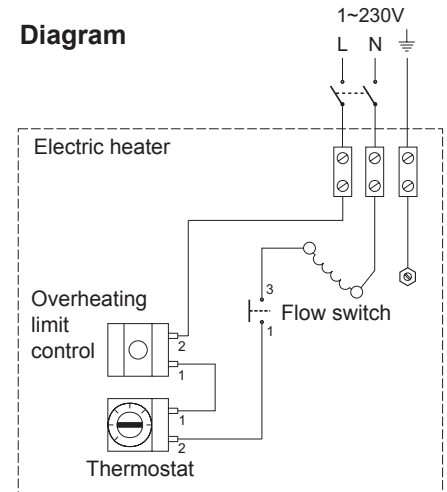 Diagram
1~230V
L N
Electric heater
3
Flow switch
1
Overheating
limit
control
2
1
1
2
Thermostat